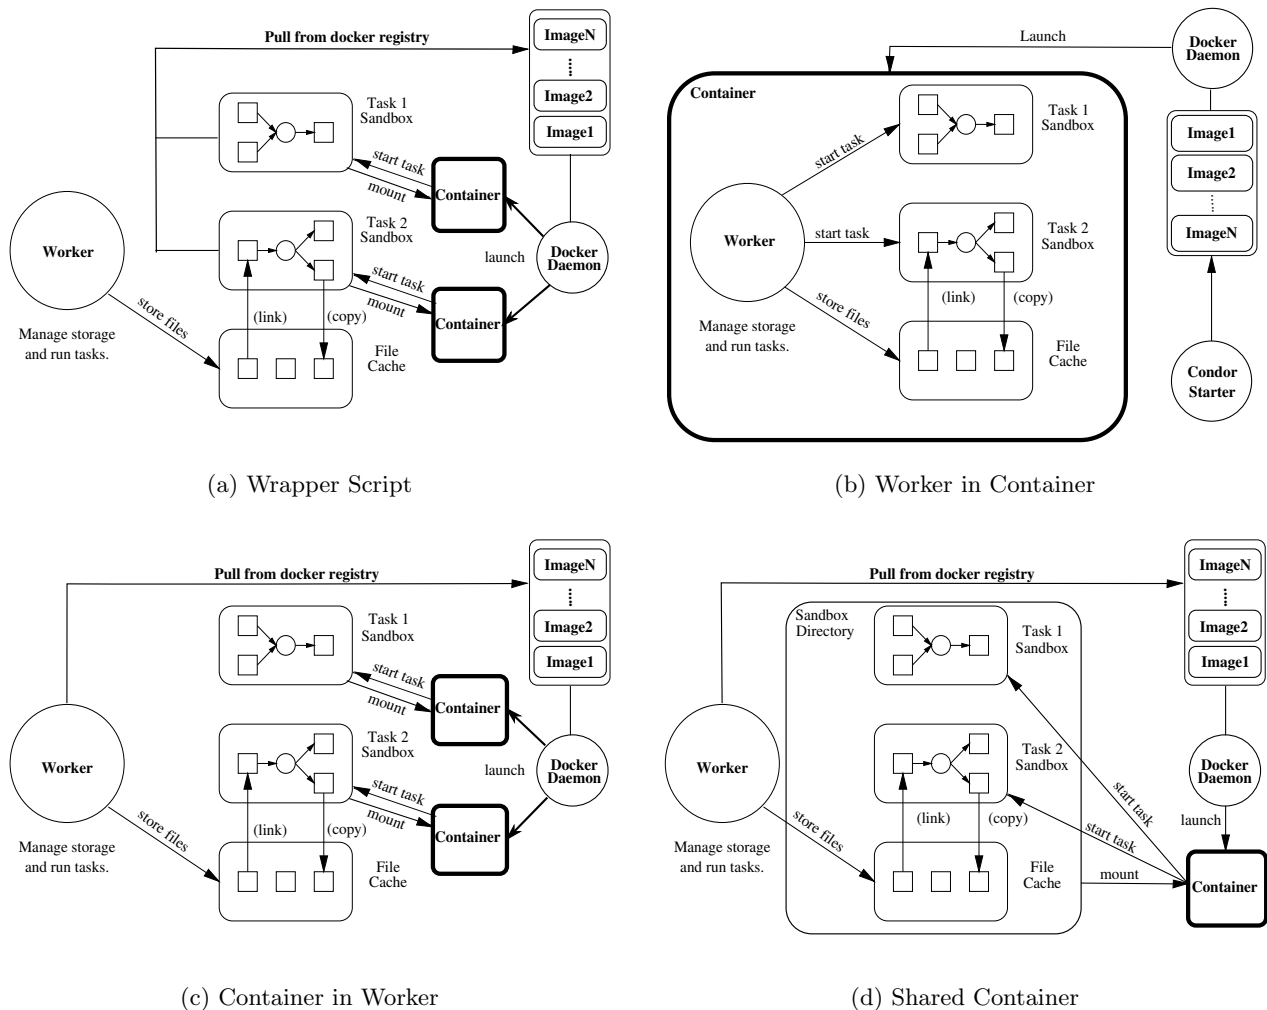 Pull from docker registry
ImageN
Image2
Image1
Task 1
Sandbox
start task
mount
Container
Task 2
Sandbox
Worker
launch
Docker
Daemon
start task
mount
Container
store files
(link)
(copy)
Manage storage
and run tasks.
File
Cache
(a) Wrapper Script
Launch
Docker
Daemon
Container
Task 1
Sandbox
Image1
Image2
ImageN
start task
Worker
start task
Task 2
Sandbox
store files
(link)
(copy)
Manage storage
and run tasks.
File
Cache
Condor
Starter
(b) Worker in Container
Pull from docker registry
ImageN
Image2
Image1
Task 1
Sandbox
start task
mount
Container
Task 2
Sandbox
Worker
launch
Docker
Daemon
start task
mount
Container
store files
(link)
(copy)
Manage storage
and run tasks.
File
Cache
(c) Container in Worker
Pull from docker registry
ImageN
Image2
Image1
Sandbox
Directory
Task 1
Sandbox
Worker
Task 2
Sandbox
Docker
Daemon
start task
launch
start task
store files
(link)
(copy)
Manage storage
and run tasks.
File
Cache
mount
Container
(d) Shared Container